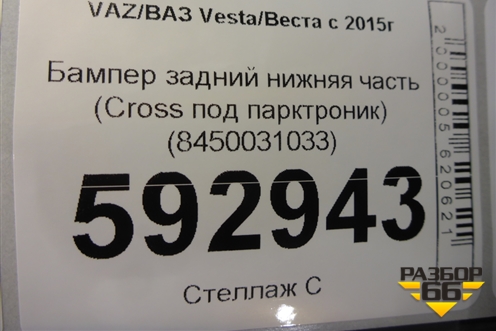 VAZ/ВАЗ Vesta/Веста с 2015г
Бампер задний нижняя часть
(Cross под парктроник)
(8450031033)
592943
Стеллаж С
2000005620621
РАЗБОР
66